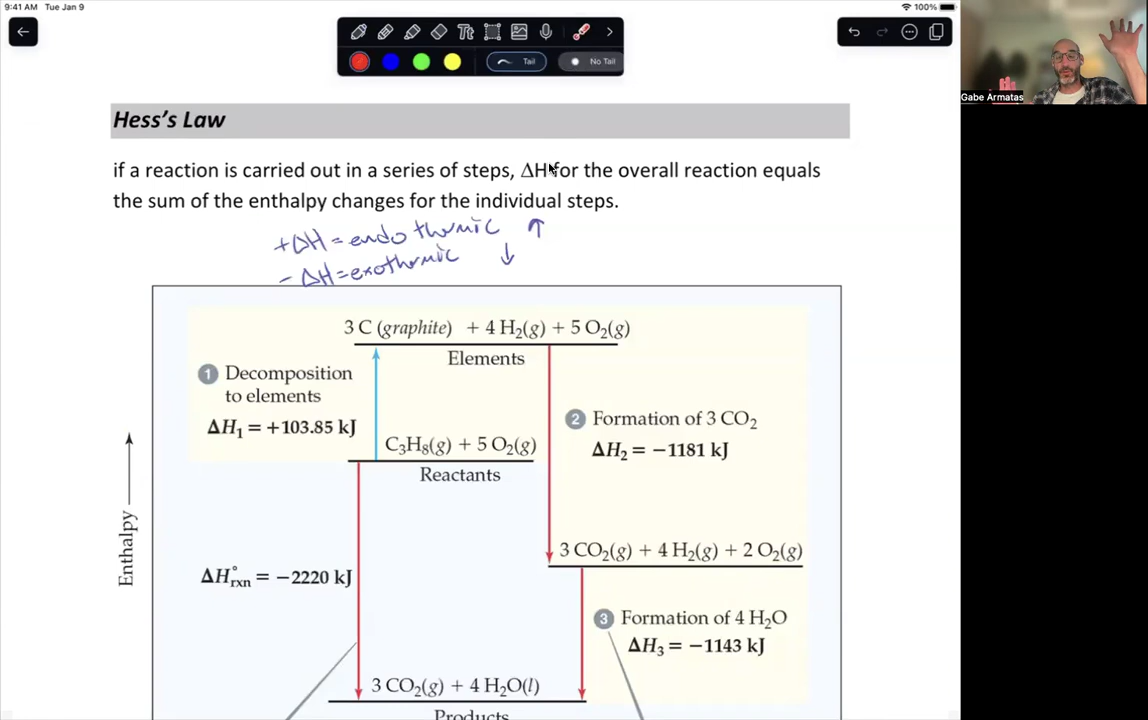 9:41 AM Tue Jan 9
100%
Tt
Tail
No Tail
Gabe Armatas
Hess's Law
if a reaction is carried out in a series of steps, ΔH for the overall reaction equals
the sum of the enthalpy changes for the individual steps.
+ΔH = endothermic ↑
- ΔH = exothermic ↓
3 C (graphite) + 4 H₂(g) + 5 O₂(g)
Elements
1 Decomposition
to elements
ΔH₁ = +103.85 kJ
C₃H₈(g) + 5 O₂(g)
Reactants
2 Formation of 3 CO₂
ΔH₂ = −1181 kJ
Enthalpy
3 CO₂(g) + 4 H₂(g) + 2 O₂(g)
ΔH°rxn = −2220 kJ
3 Formation of 4 H₂O
ΔH₃ = −1143 kJ
3 CO₂(g) + 4 H₂O(l)
Products